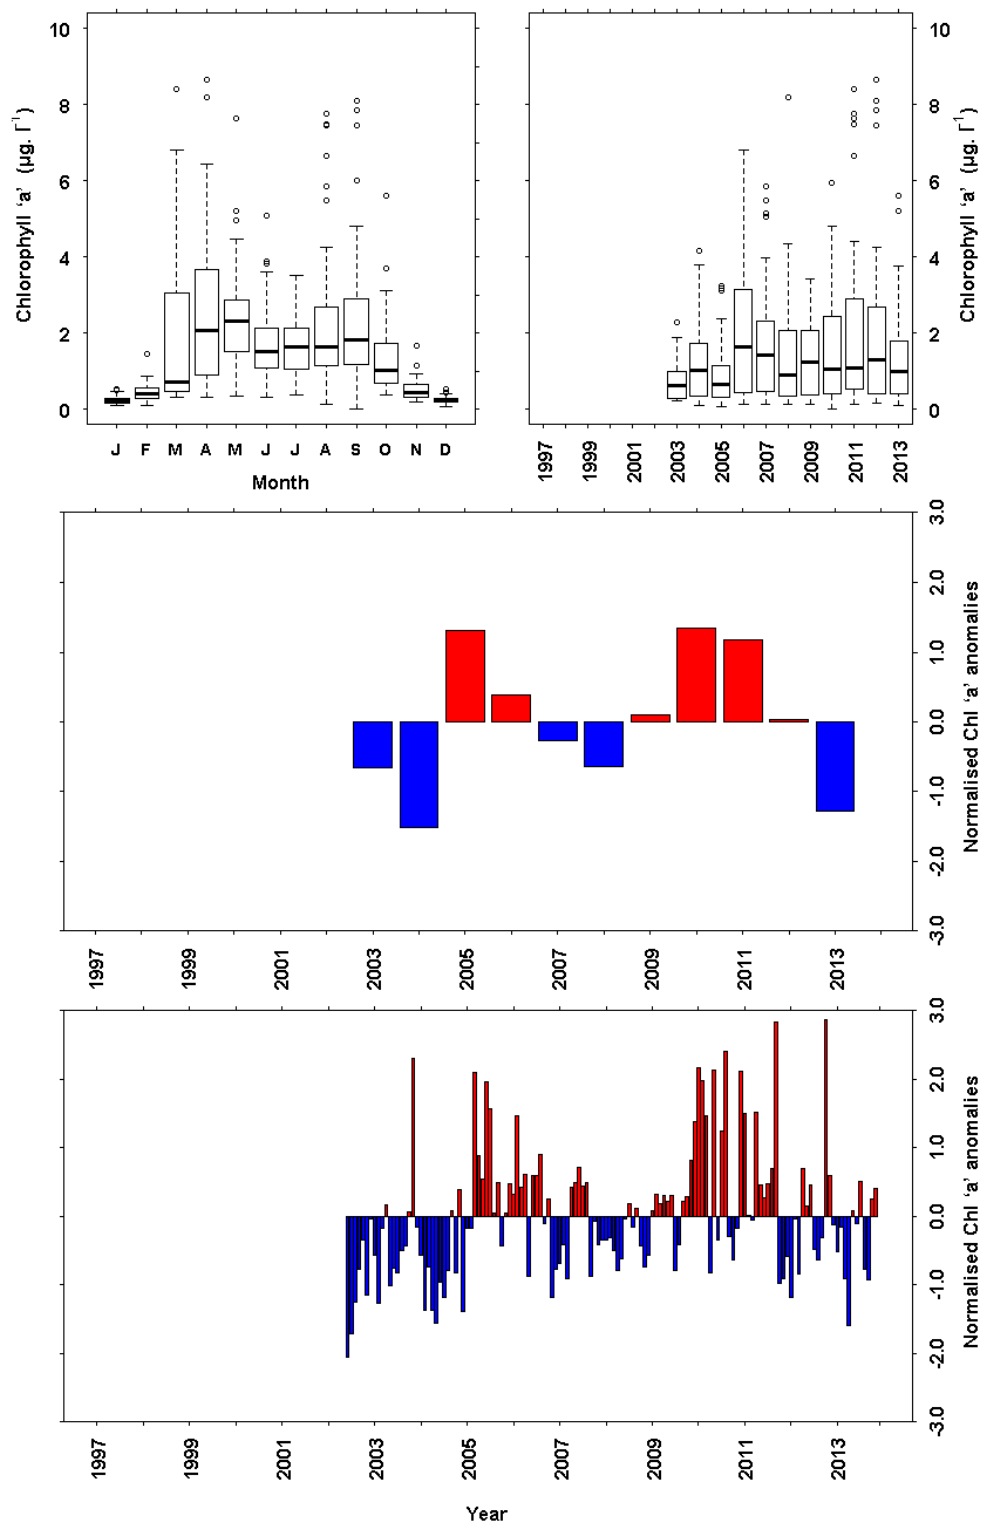 10
8
6
4
2
0
Chlorophyll ‘a’ (µg. l⁻¹)
J F M A M J J A S O N D
Month
10
8
6
4
2
0
Chlorophyll ‘a’ (µg. l⁻¹)
1997 1999 2001 2003 2005 2007 2009 2011 2013
3.0
2.0
1.0
0.0
-1.0
-2.0
-3.0
Normalised Chl ‘a’ anomalies
1997 1999 2001 2003 2005 2007 2009 2011 2013
3.0
2.0
1.0
0.0
-1.0
-2.0
-3.0
Normalised Chl ‘a’ anomalies
1997 1999 2001 2003 2005 2007 2009 2011 2013
Year